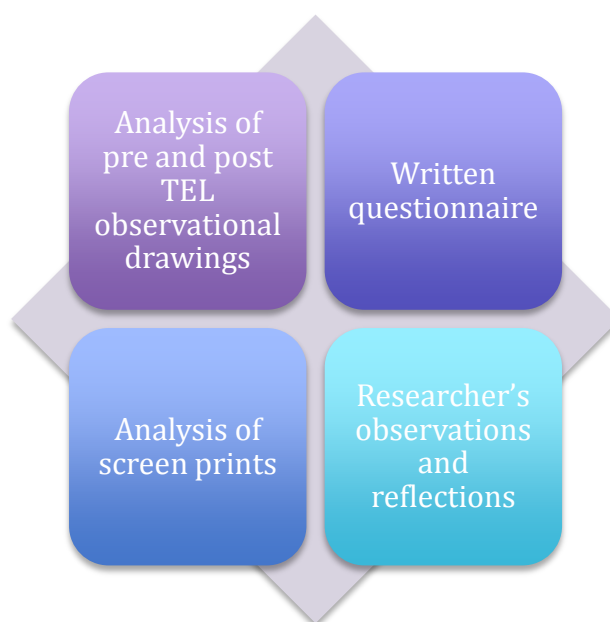 Analysis of
pre and post
TEL
observational
drawings
Written
questionnaire
Analysis of
screen prints
Researcher’s
observations
and
reflections